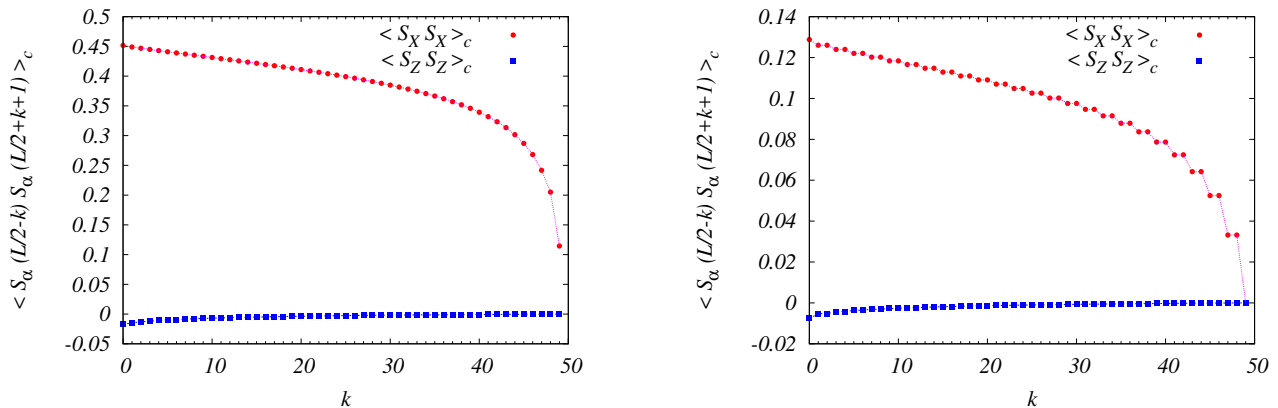 0.5
0.45
0.4
0.35
0.3
0.25
0.2
0.15
0.1
0.05
0
-0.05
0 10 20 30 40 50
k
< S_α (L/2-k) S_α (L/2+k+1) >_c
< S_X S_X >_c
< S_Z S_Z >_c
0.14
0.12
0.1
0.08
0.06
0.04
0.02
0
-0.02
0 10 20 30 40 50
k
< S_α (L/2-k) S_α (L/2+k+1) >_c
< S_X S_X >_c
< S_Z S_Z >_c